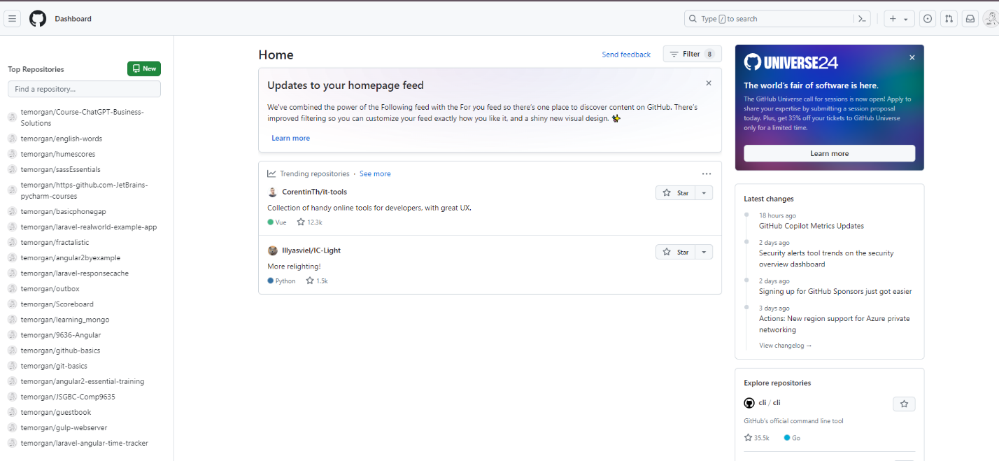 Dashboard
Type / to search
Top Repositories
New
Find a repository...
temorgan/Course-ChatGPT-Business-
Solutions
temorgan/english-words
temorgan/humescores
temorgan/sassEssentials
temorgan/https-github.com-JetBrains-
pycharm-courses
temorgan/basicphonegap
temorgan/laravel-realworld-example-app
temorgan/fractalistic
temorgan/angular2byexample
temorgan/laravel-responsecache
temorgan/outbox
temorgan/Scoreboard
temorgan/learning_mongo
temorgan/9636-Angular
temorgan/github-basics
temorgan/git-basics
temorgan/angular2-essential-training
temorgan/JSGBC-Comp9635
temorgan/guestbook
temorgan/gulp-webserver
temorgan/laravel-angular-time-tracker
Home
Send feedback
Filter 8
Updates to your homepage feed
We've combined the power of the Following feed with the For you feed so there's one place to discover content on GitHub. There's
improved filtering so you can customize your feed exactly how you like it, and a shiny new visual design. ✨
Learn more
Trending repositories · See more
CorentinTh/it-tools
Star
Collection of handy online tools for developers, with great UX.
Vue 12.3k
lllyasviel/IC-Light
Star
More relighting!
Python 1.5k
UNIVERSE24
The world's fair of software is here.
The GitHub Universe call for sessions is now open! Apply to
share your expertise by submitting a session proposal
today. Plus, get 35% off your tickets to GitHub Universe
only for a limited time.
Learn more
Latest changes
18 hours ago
GitHub Copilot Metrics Updates
2 days ago
Security alerts tool trends on the security
overview dashboard
2 days ago
Signing up for GitHub Sponsors just got easier
3 days ago
Actions: New region support for Azure private
networking
View changelog →
Explore repositories
cli / cli
GitHub's official command line tool
35.5k Go